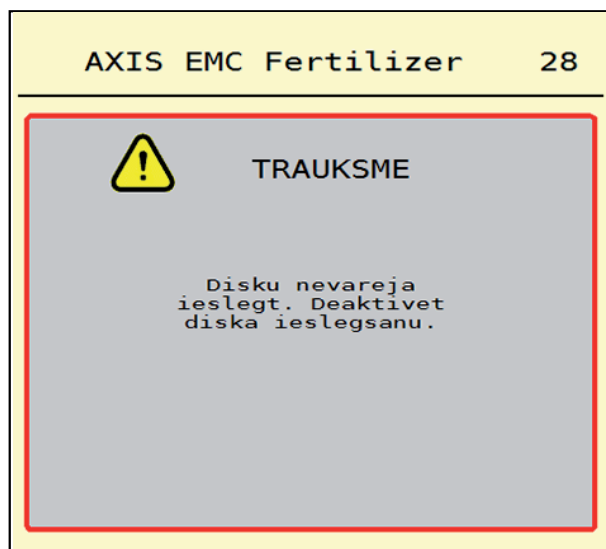 AXIS EMC Fertilizer 28
TRAUKSME
Disku nevareja
ieslegt. Deaktivet
diska ieslegsanu.